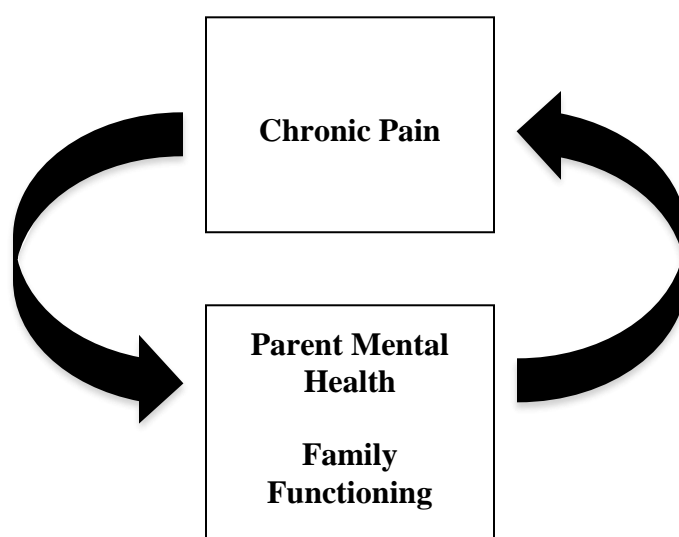 Chronic Pain
Parent Mental
Health
Family
Functioning